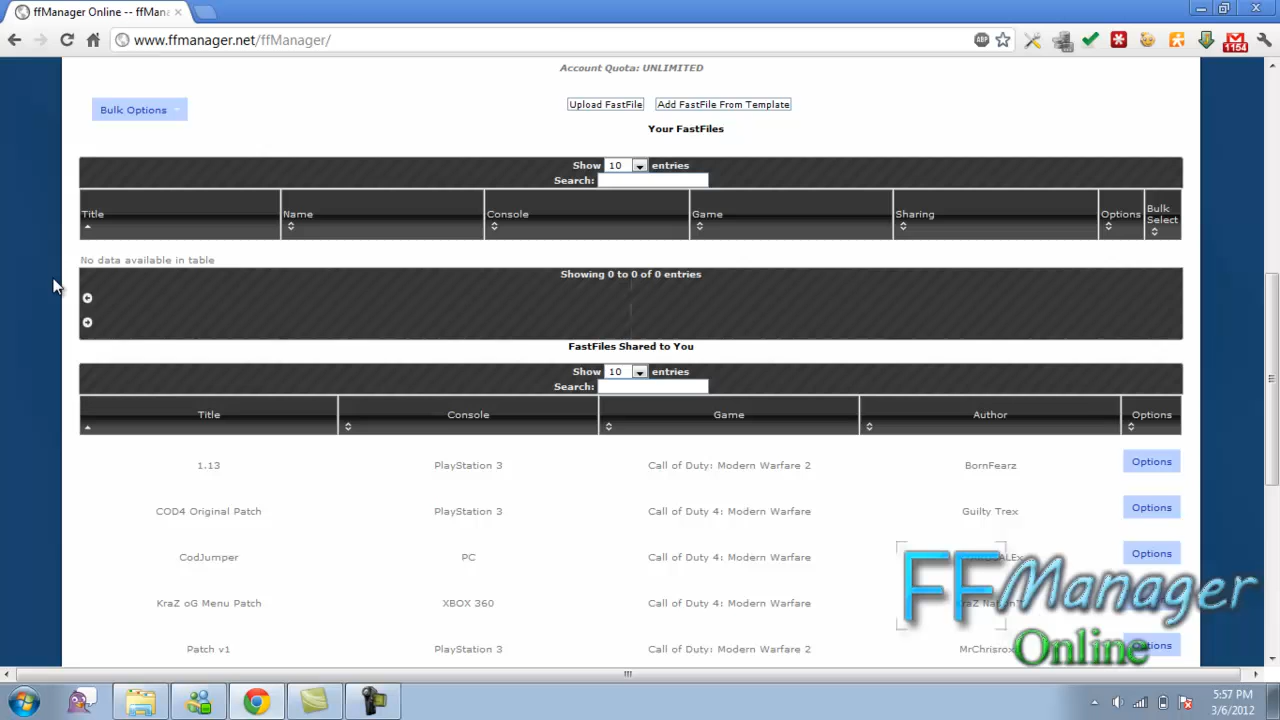 ffManager Online -- ffMan
www.ffmanager.net/ffManager/
ABP
1154
Account Quota: UNLIMITED
Bulk Options
Upload FastFile
Add FastFile From Template
Your FastFiles
Show 10 entries
Search:
Title Name Console Game Sharing Options Bulk Select
No data available in table
Showing 0 to 0 of 0 entries
FastFiles Shared to You
Show 10 entries
Search:
Title Console Game Author Options
1.13 PlayStation 3 Call of Duty: Modern Warfare 2 BornFearz Options
COD4 Original Patch PlayStation 3 Call of Duty 4: Modern Warfare Guilty Trex Options
CodJumper PC Call of Duty 4: Modern Warfare Options
KraZ oG Menu Patch XBOX 360 Call of Duty 4: Modern Warfare
Patch v1 PlayStation 3 Call of Duty: Modern Warfare 2 Options
FFManager
Online
5:57 PM
3/6/2012